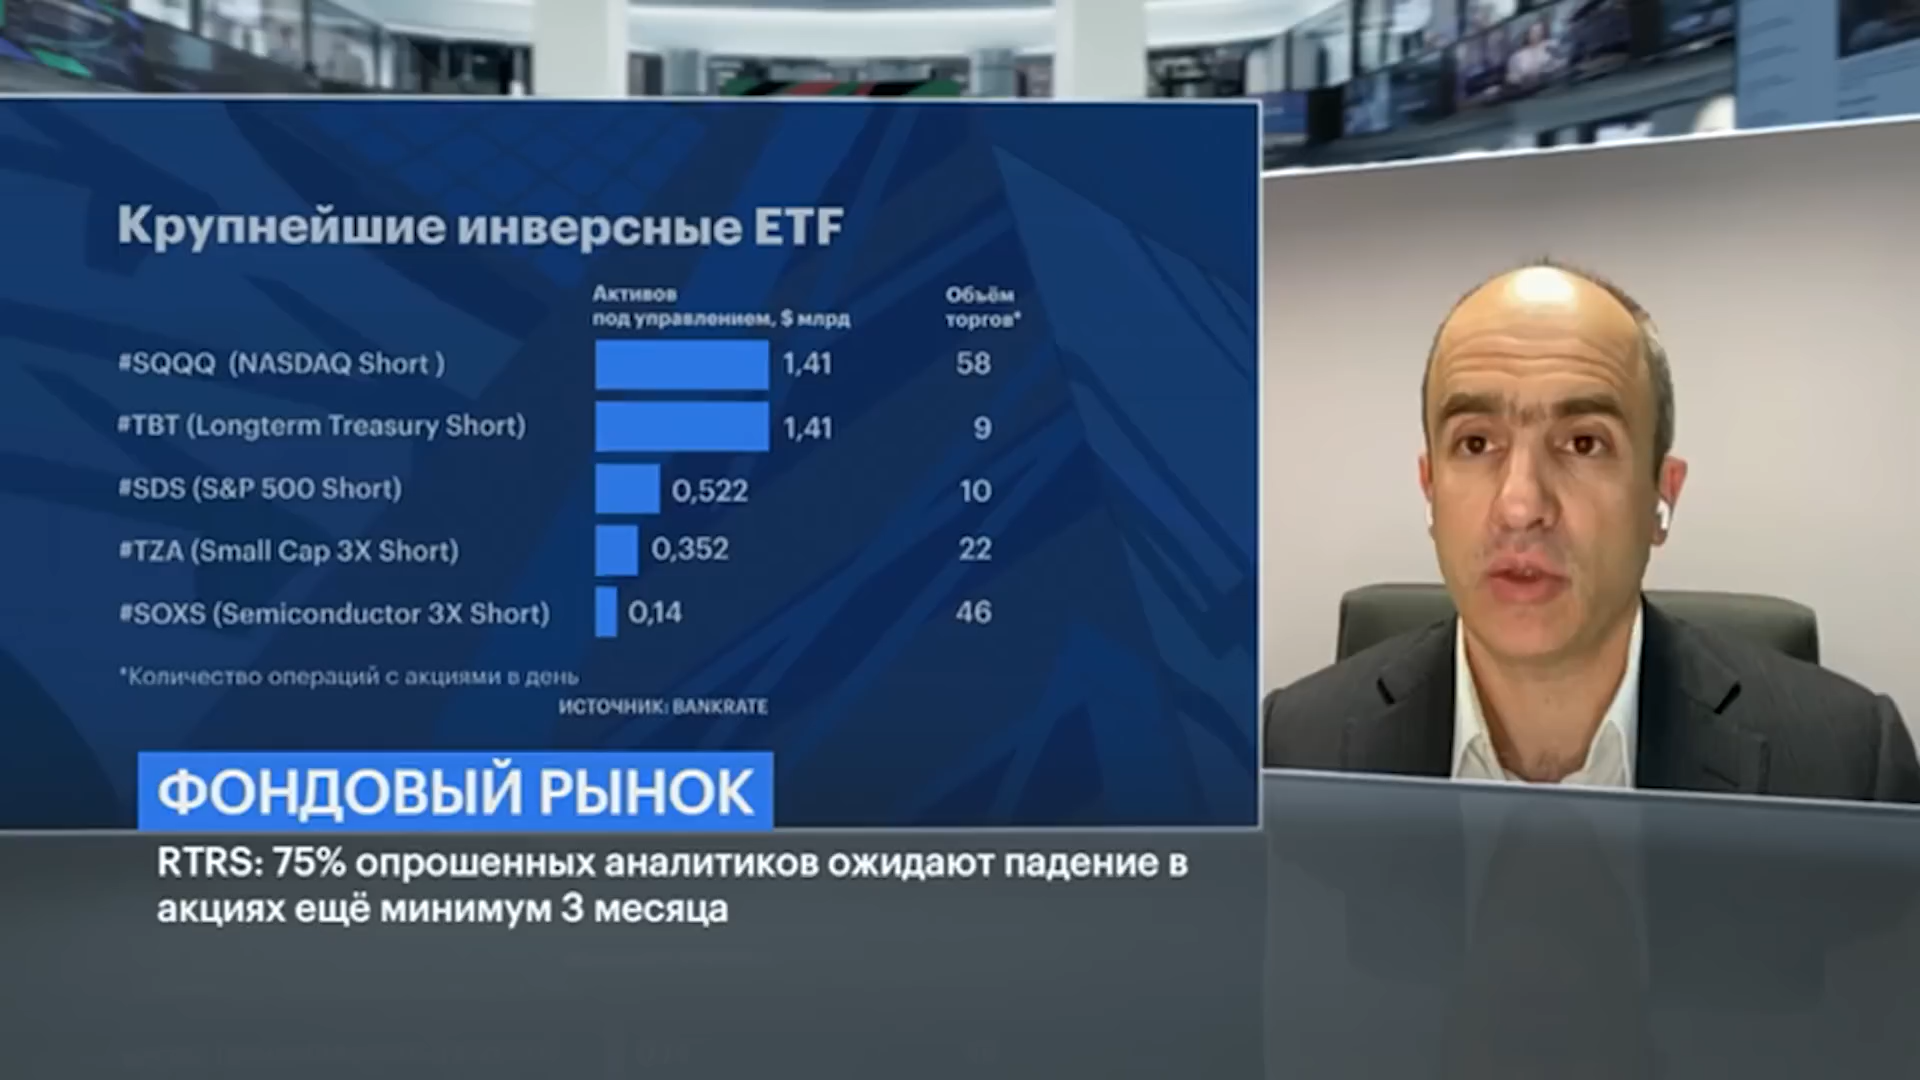 Крупнейшие инверсные ETF
Активов
под управлением, $ млрд
Объём
торгов*
#SQQQ (NASDAQ Short ) 1,41 58
#TBT (Longterm Treasury Short) 1,41 9
#SDS (S&P 500 Short) 0,522 10
#TZA (Small Cap 3X Short) 0,352 22
#SOXS (Semiconductor 3X Short) 0,14 46
*Количество операций с акциями в день
ИСТОЧНИК: BANKRATE
ФОНДОВЫЙ РЫНОК
RTRS: 75% опрошенных аналитиков ожидают падение в
акциях ещё минимум 3 месяца